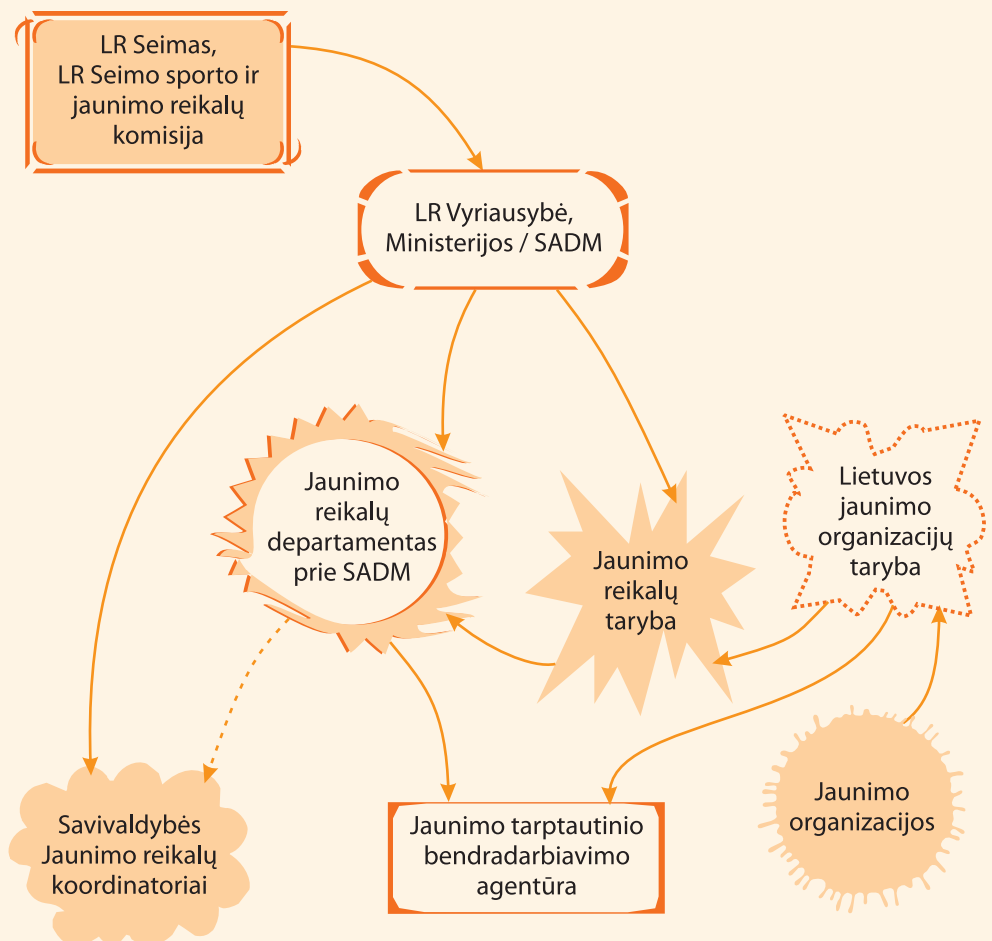 LR Seimas,
LR Seimo sporto ir
jaunimo reikalų
komisija
LR Vyriausybė,
Ministerijos / SADM
Jaunimo
reikalų
departamentas
prie SADM
Jaunimo
reikalų
taryba
Lietuvos
jaunimo
organizacijų
taryba
Savivaldybės
Jaunimo reikalų
koordinatoriai
Jaunimo tarptautinio
bendradarbiavimo
agentūra
Jaunimo
organizacijos